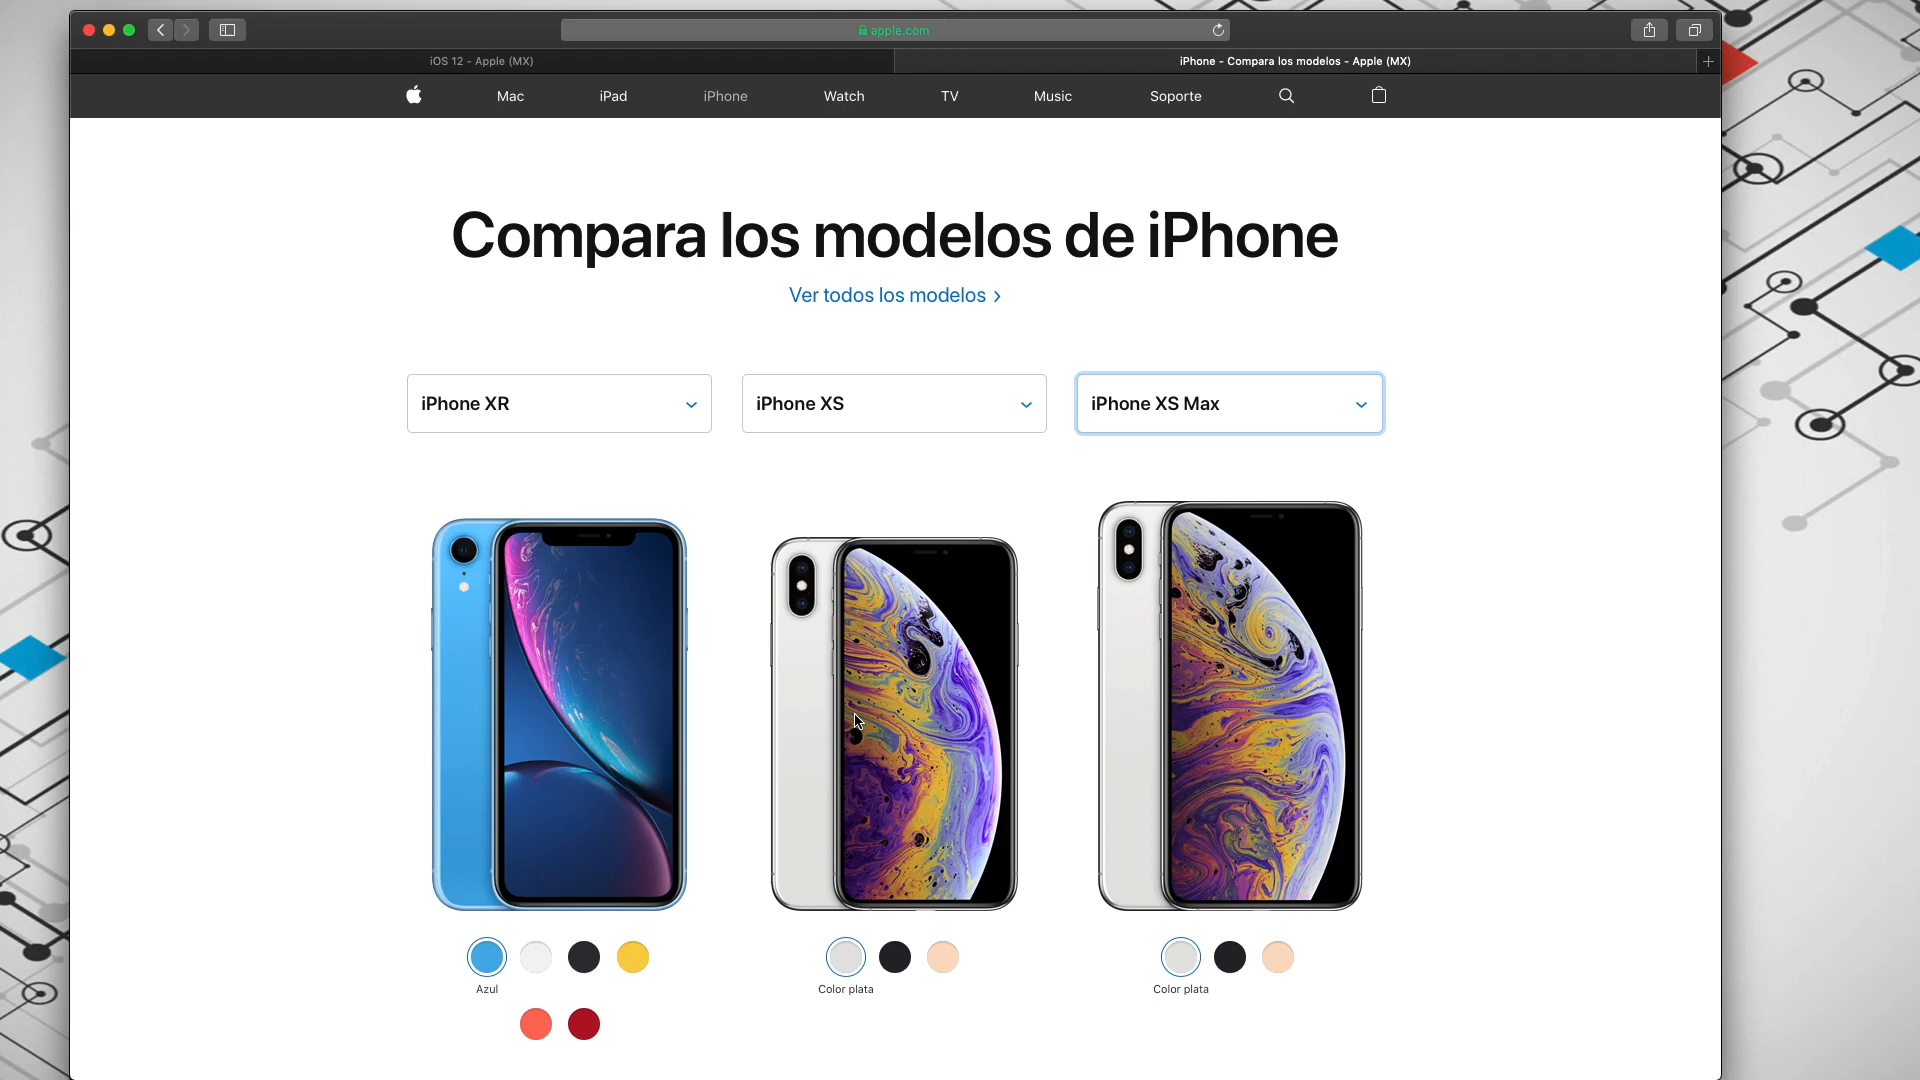 apple.com
iOS 12 - Apple (MX)
iPhone - Compara los modelos - Apple (MX)
Mac
iPad
iPhone
Watch
TV
Music
Soporte
Compara los modelos de iPhone
Ver todos los modelos ›
iPhone XR
iPhone XS
iPhone XS Max
Azul
Color plata
Color plata